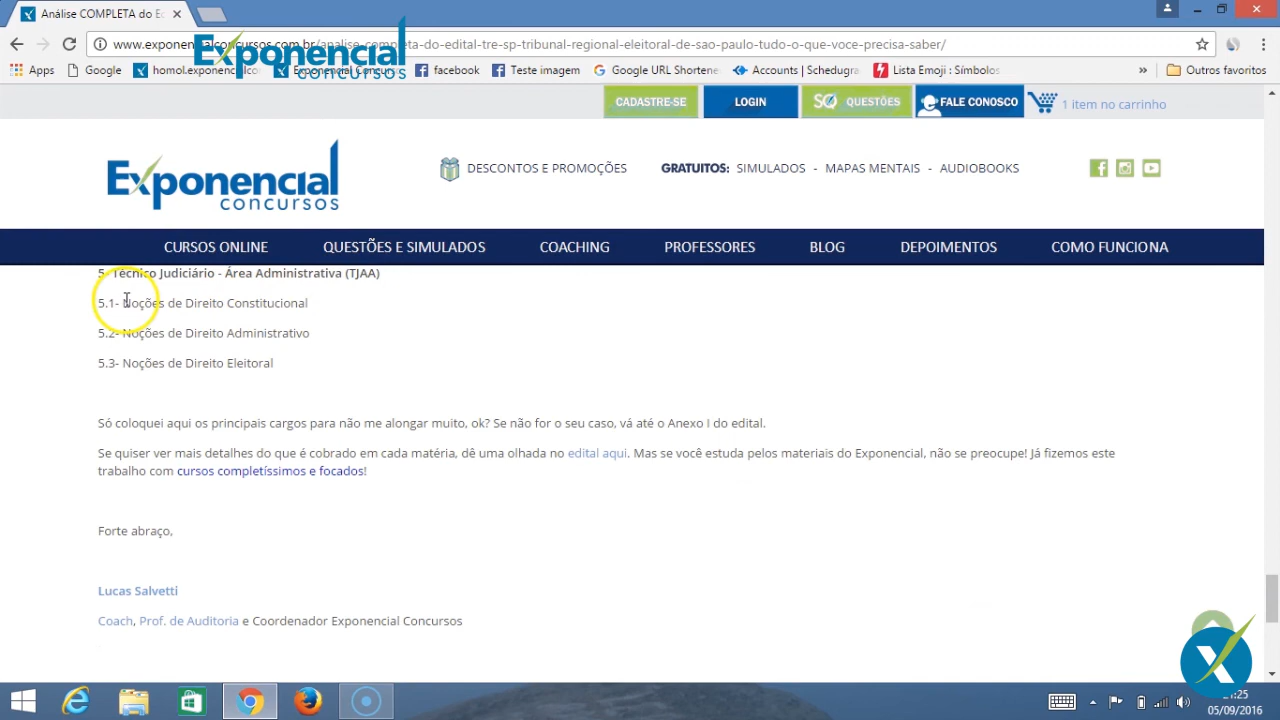 Análise COMPLETA do Ec
www.exponencialconcursos.com.br/analise-completa-do-edital-tre-sp-tribunal-regional-eleitoral-de-sao-paulo-tudo-o-que-voce-precisa-saber/
Exponencial
concursos
Apps
Google
homol.exponencialco
Exponencial Concur
facebook
Teste imagem
Google URL Shortene
Accounts | Schedugra
Lista Emoji : Símbolos
»
Outros favoritos
CADASTRE-SE
LOGIN
SQ QUESTÕES
FALE CONOSCO
1 item no carrinho
Exponencial
concursos
DESCONTOS E PROMOÇÕES
GRATUITOS: SIMULADOS - MAPAS MENTAIS - AUDIOBOOKS
CURSOS ONLINE
QUESTÕES E SIMULADOS
COACHING
PROFESSORES
BLOG
DEPOIMENTOS
COMO FUNCIONA
5- Técnico Judiciário - Área Administrativa (TJAA)
5.1- Noções de Direito Constitucional
5.2- Noções de Direito Administrativo
5.3- Noções de Direito Eleitoral
Só coloquei aqui os principais cargos para não me alongar muito, ok? Se não for o seu caso, vá até o Anexo I do edital.
Se quiser ver mais detalhes do que é cobrado em cada matéria, dê uma olhada no edital aqui. Mas se você estuda pelos materiais do Exponencial, não se preocupe! Já fizemos este
trabalho com cursos completíssimos e focados!
Forte abraço,
Lucas Salvetti
Coach, Prof. de Auditoria e Coordenador Exponencial Concursos
05/09/2016